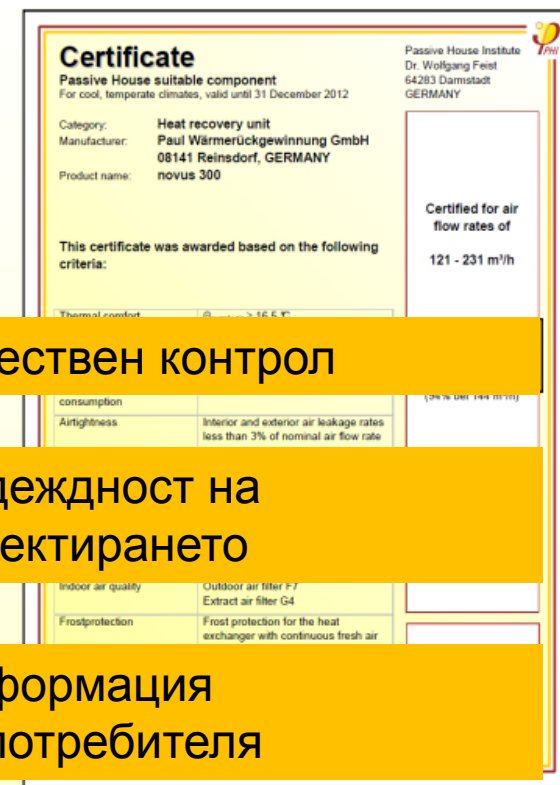 Certificate
Passive House suitable component
For cool, temperate climates, valid until 31 December 2012
Passive House Institute
Dr. Wolfgang Feist
64283 Darmstadt
GERMANY
PHI
Category: Heat recovery unit
Manufacturer: Paul Wärmerückgewinnung GmbH
08141 Reinsdorf, GERMANY
Product name: novus 300
This certificate was awarded based on the following
criteria:
Certified for air
flow rates of
121 - 231 m³/h
Thermal comfort
ествен контрол
consumption
Airtightness Interior and exterior air leakage rates
less than 3% of nominal air flow rate
деждност на
ектирането
Indoor air quality Outdoor air filter F7
Extract air filter G4
Frostprotection Frost protection for the heat
exchanger with continuous fresh air
формация
потребителя